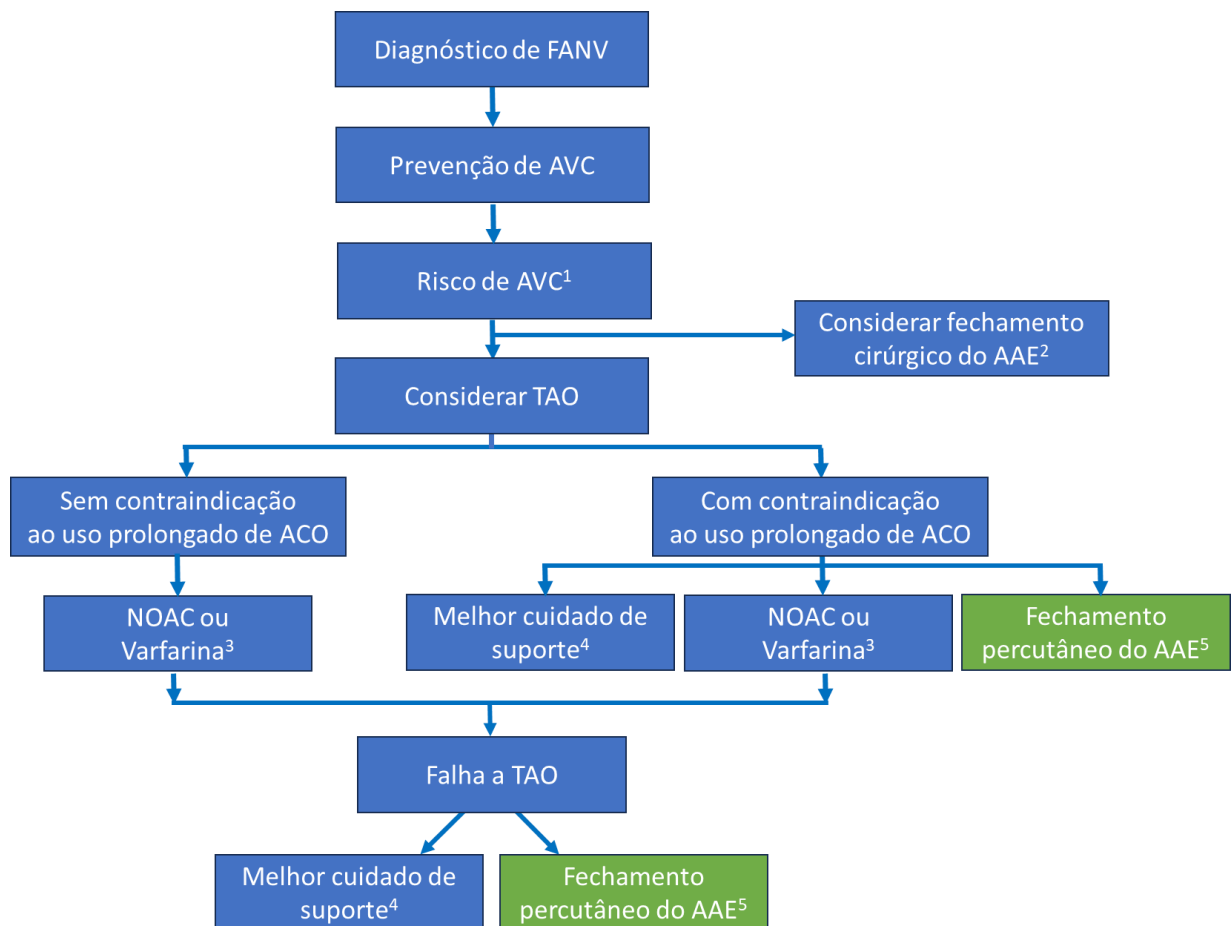 Diagnóstico de FANV
Prevenção de AVC
Risco de AVC¹
Considerar fechamento
cirúrgico do AAE²
Considerar TAO
Sem contraindicação
ao uso prolongado de ACO
Com contraindicação
ao uso prolongado de ACO
NOAC ou
Varfarina³
Melhor cuidado de
suporte⁴
NOAC ou
Varfarina³
Fechamento
percutâneo do AAE⁵
Falha a TAO
Melhor cuidado de
suporte⁴
Fechamento
percutâneo do AAE⁵